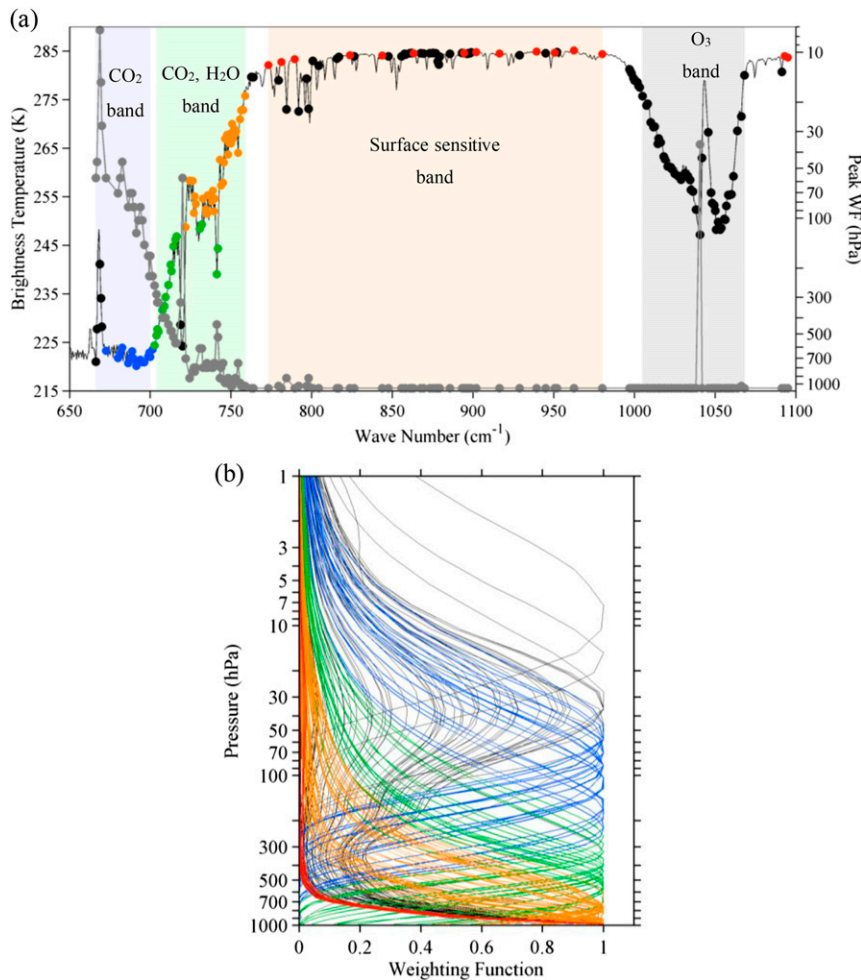 (a)
CO₂
band
CO₂, H₂O
band
Surface sensitive
band
O₃
band
285
275
265
255
245
235
225
215
Brightness Temperature (K)
10
30
50
70
100
300
500
700
1000
Peak WF (hPa)
650 700 750 800 850 900 950 1000 1050 1100
Wave Number (cm⁻¹)
(b)
1
3
5
7
10
30
50
70
100
300
500
700
1000
Pressure (hPa)
0 0.2 0.4 0.6 0.8 1
Weighting Function